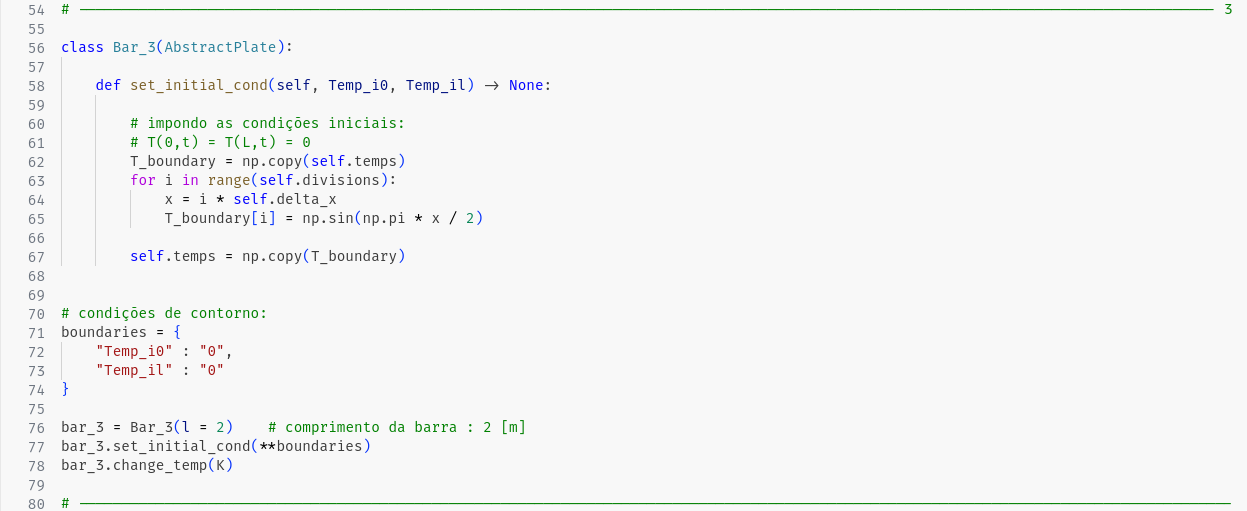 54 # ────────────────────────────── 3
55
56 class Bar_3(AbstractPlate):
57
58     def set_initial_cond(self, Temp_i0, Temp_il) -> None:
59
60         # impondo as condições iniciais:
61         # T(0,t) = T(L,t) = 0
62         T_boundary = np.copy(self.temps)
63         for i in range(self.divisions):
64             x = i * self.delta_x
65             T_boundary[i] = np.sin(np.pi * x / 2)
66
67         self.temps = np.copy(T_boundary)
68
69
70 # condições de contorno:
71 boundaries = {
72     "Temp_i0" : "0",
73     "Temp_il" : "0"
74 }
75
76 bar_3 = Bar_3(l = 2)    # comprimento da barra : 2 [m]
77 bar_3.set_initial_cond(**boundaries)
78 bar_3.change_temp(K)
79
80 # ──────────────────────────────